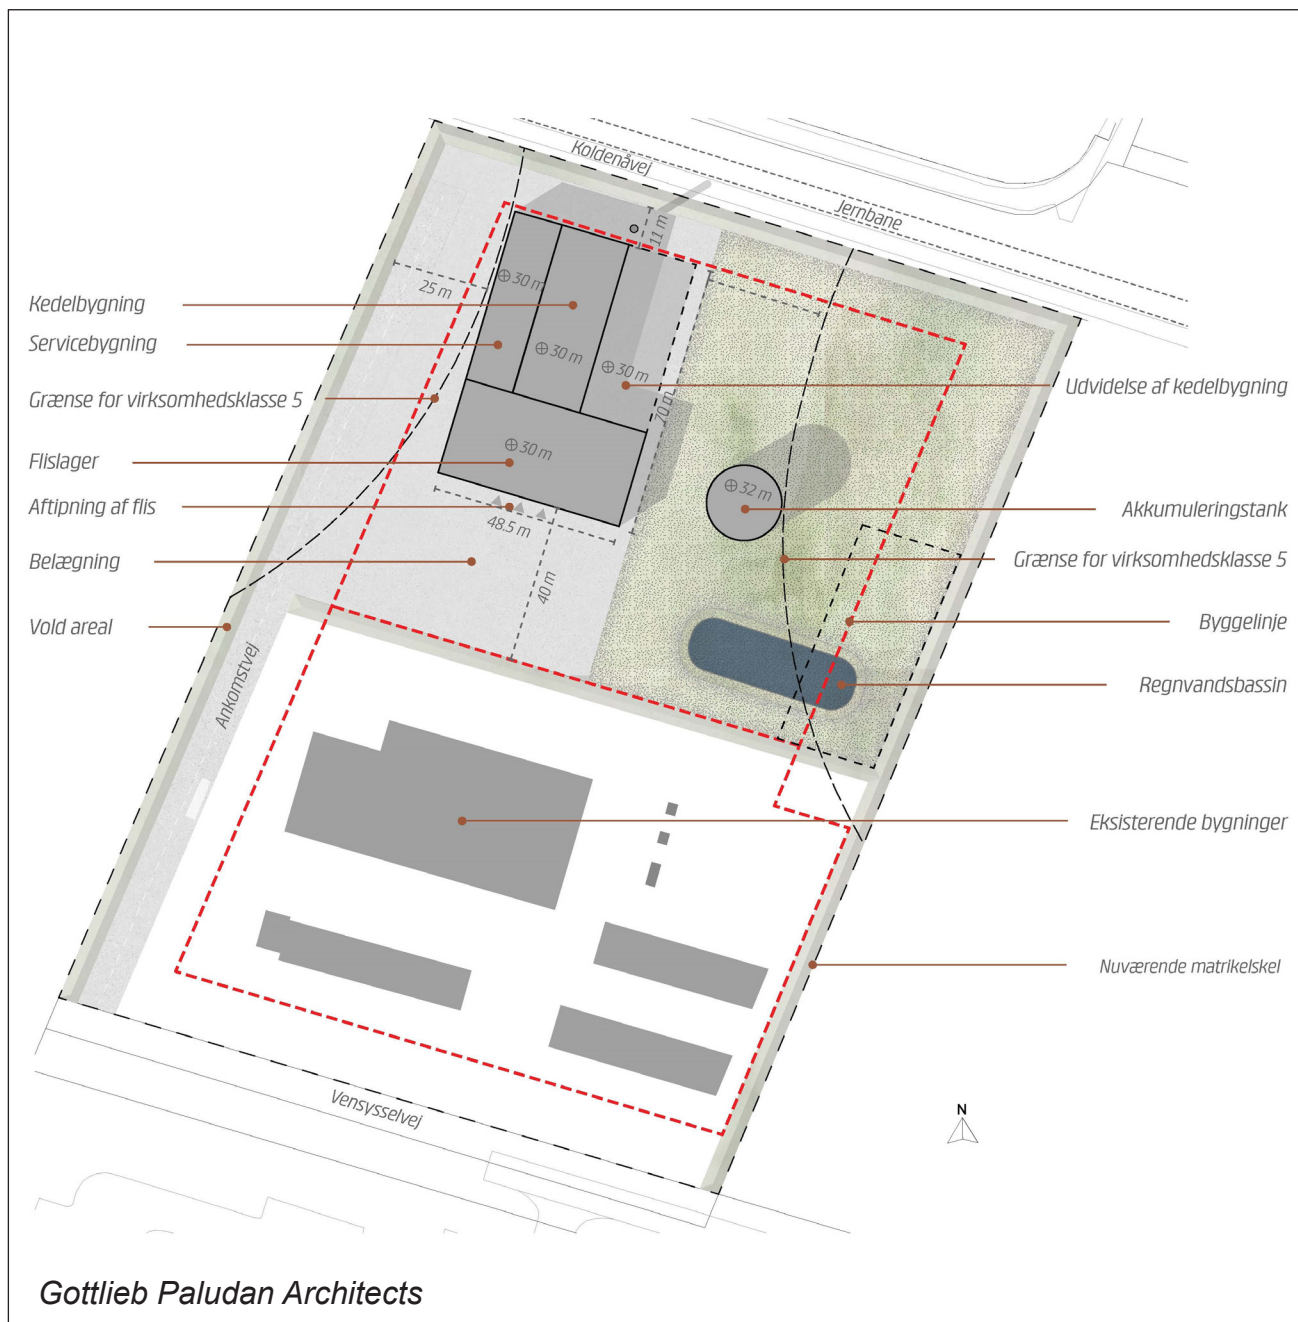 Koldenåvej
Jernbane
11 m
25 m
30 m
30 m
30 m
70 m
30 m
32 m
48.5 m
40 m
Kedelbygning
Servicebygning
Grænse for virksomhedsklasse 5
Flislager
Aftipning af flis
Belægning
Vold areal
Ankomstvej
Udvidelse af kedelbygning
Akkumuleringstank
Grænse for virksomhedsklasse 5
Byggelinje
Regnvandsbassin
Eksisterende bygninger
Nuværende matrikelskel
Vensysselvej
N
Gottlieb Paludan Architects